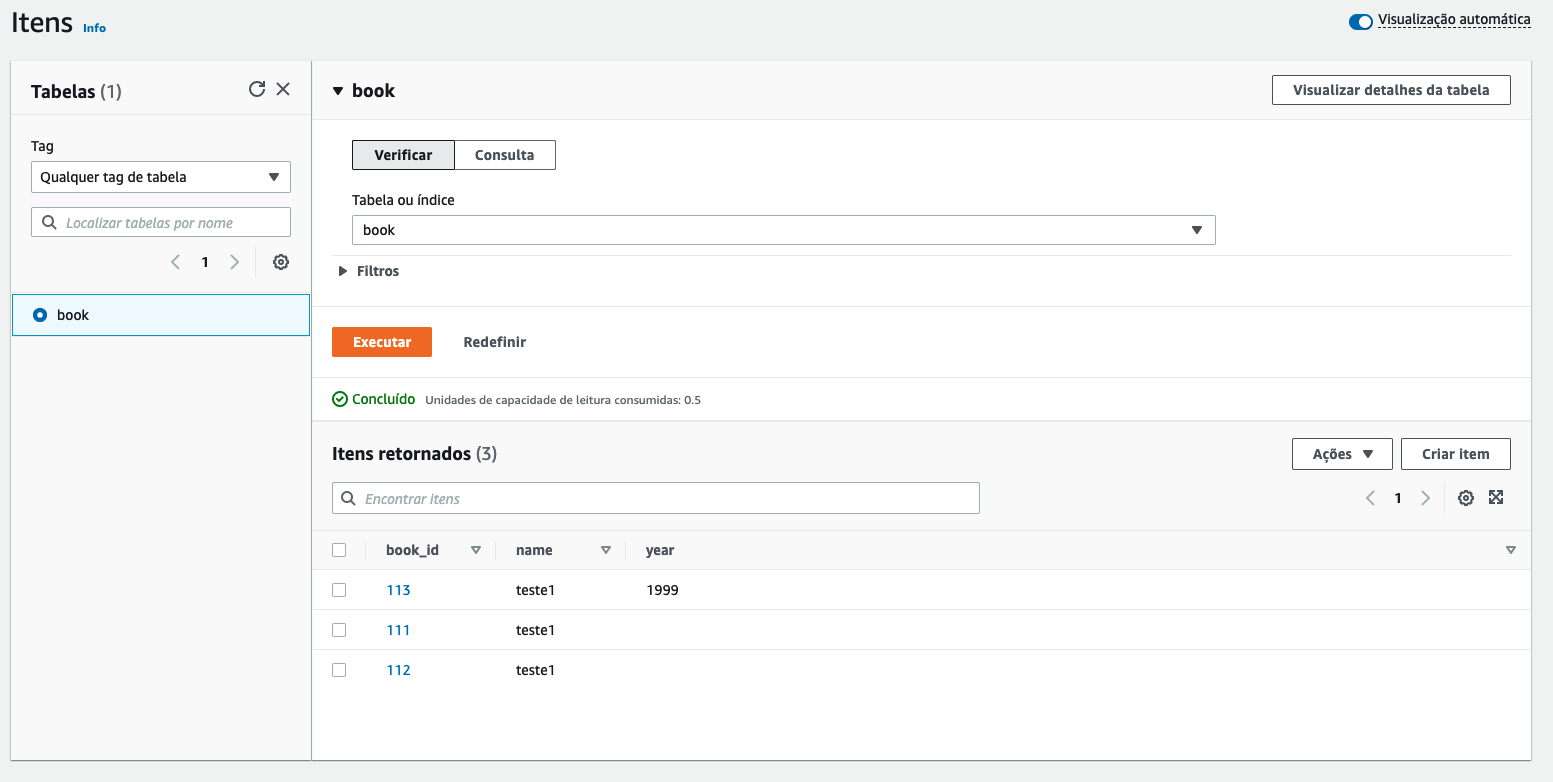 Itens Info
Visualização automática
Tabelas (1)
Tag
Qualquer tag de tabela
Localizar tabelas por nome
1
book
book
Visualizar detalhes da tabela
Verificar Consulta
Tabela ou índice
book
Filtros
Executar Redefinir
Concluído Unidades de capacidade de leitura consumidas: 0.5
Itens retornados (3)
Ações Criar item
Encontrar itens
1
book_id name year
113 teste1 1999
111 teste1
112 teste1